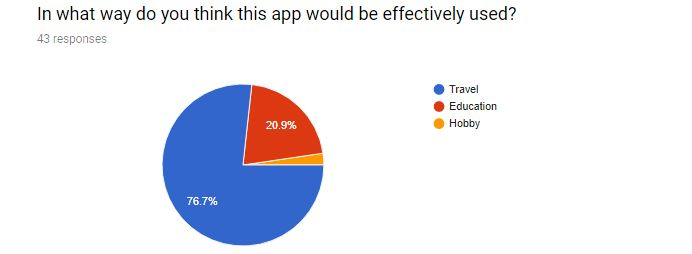 In what way do you think this app would be effectively used?
43 responses
Travel
Education
Hobby
20.9%
76.7%